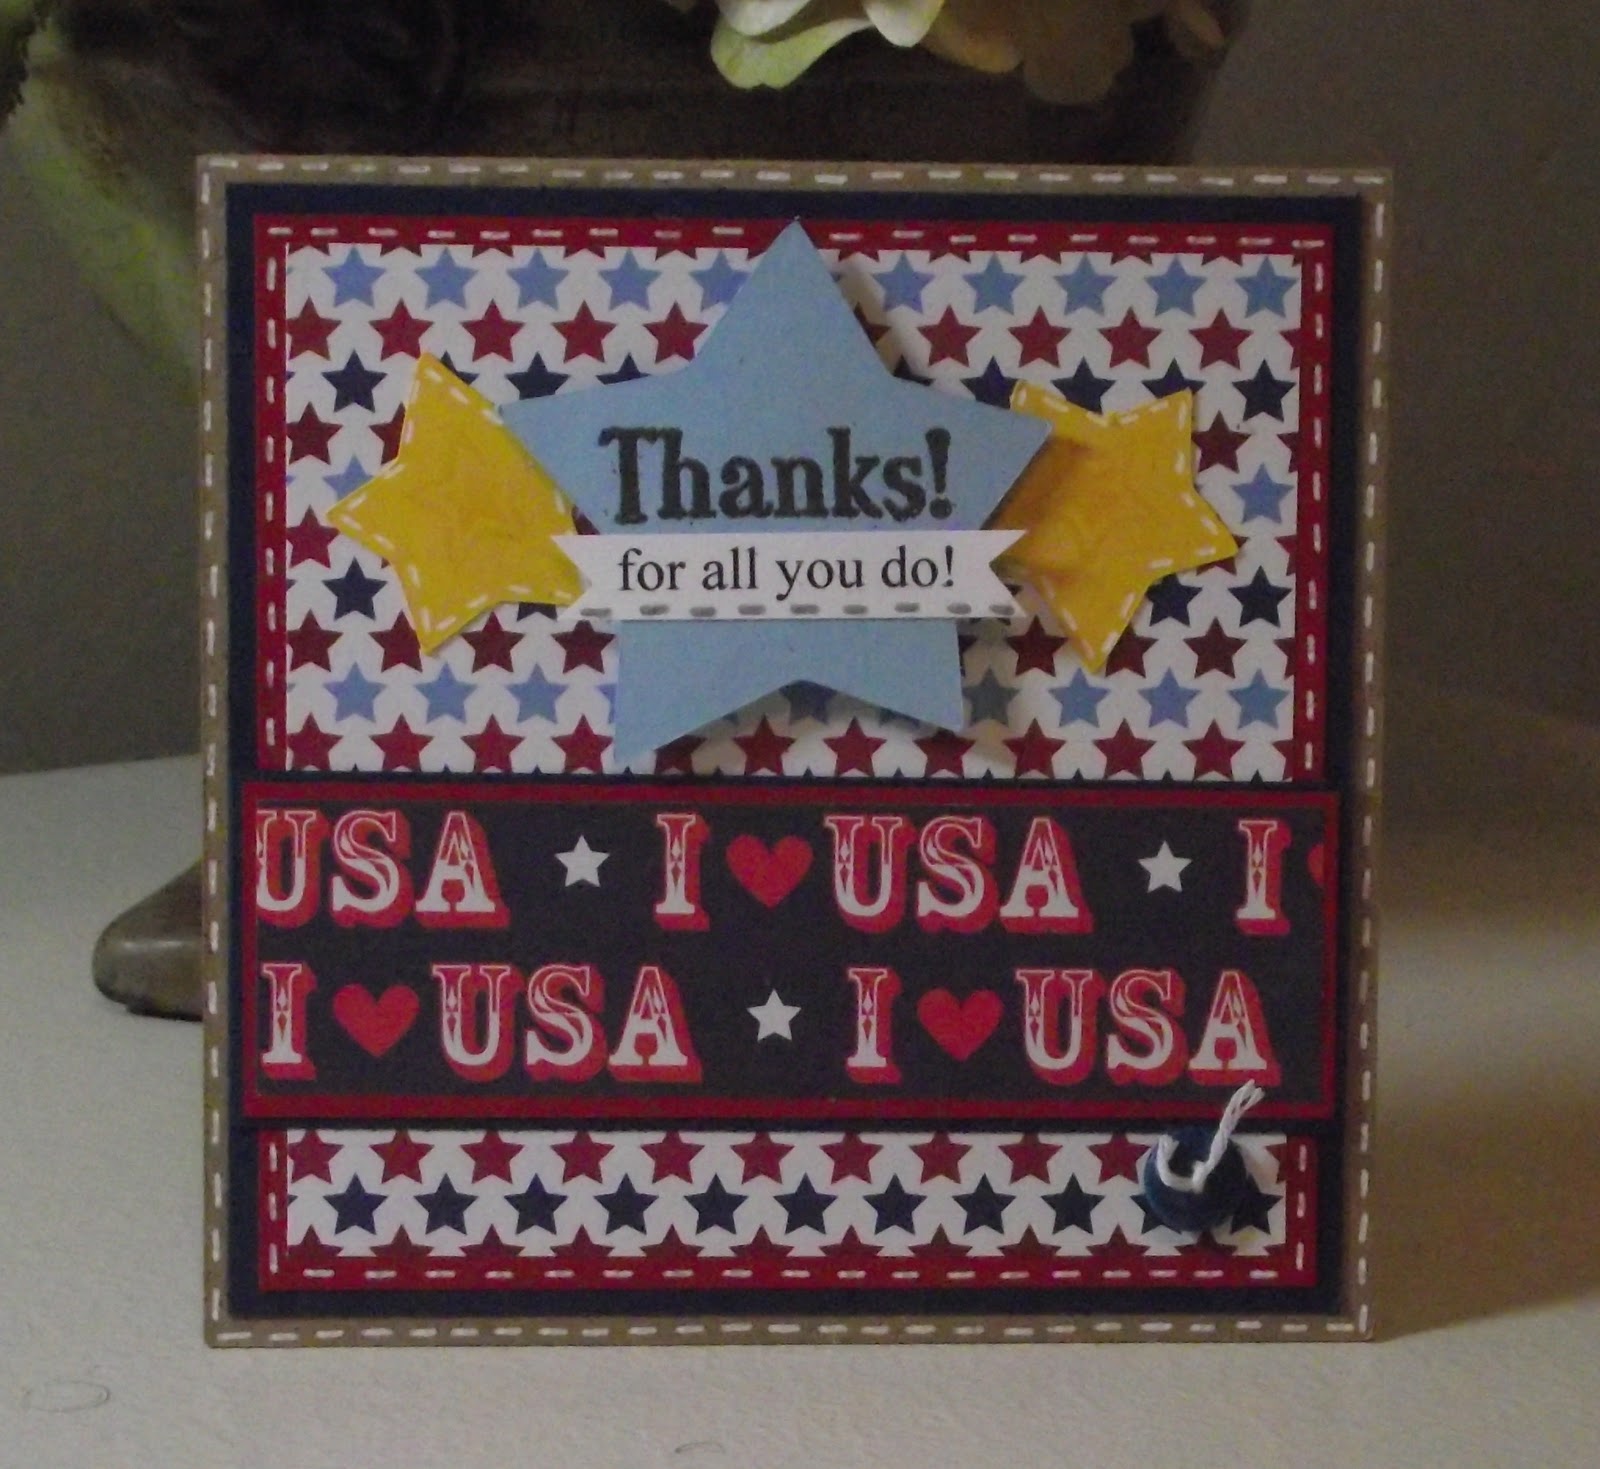 Thanks!
for all you do!
USA ★ I ♥ USA ★ I
I ♥ USA ★ I ♥ USA